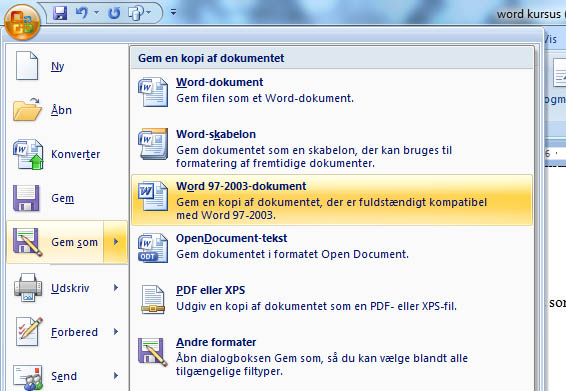 word kursus (
Gem en kopi af dokumentet
Ny
Åbn
Konverter
Gem
Gem som
Udskriv
Forbered
Send
Word-dokument
Gem filen som et Word-dokument.
Word-skabelon
Gem dokumentet som en skabelon, der kan bruges til
formatering af fremtidige dokumenter.
Word 97-2003-dokument
Gem en kopi af dokumentet, der er fuldstændigt kompatibel
med Word 97-2003.
OpenDocument-tekst
Gem dokumentet i formatet Open Document.
PDF eller XPS
Udgiv en kopi af dokumentet som en PDF- eller XPS-fil.
Andre formater
Åbn dialogboksen Gem som, så du kan vælge blandt alle
tilgængelige filtyper.
Vis
ogm
6
so